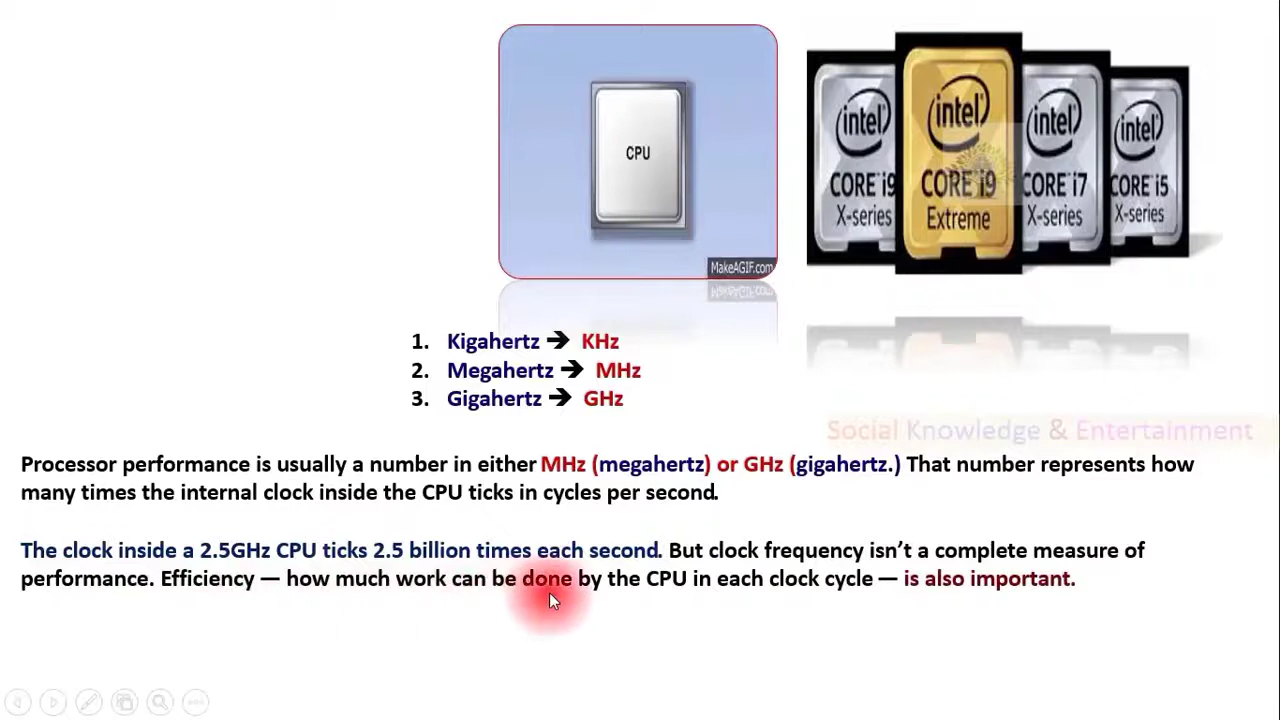 CPU
MakeAGIF.com
intel
CORE i9
X-series
intel
CORE i9
Extreme
intel
CORE i7
X-series
intel
CORE i5
X-series
1. Kigahertz ➔ KHz
2. Megahertz ➔ MHz
3. Gigahertz ➔ GHz
Social Knowledge & Entertainment
Processor performance is usually a number in either MHz (megahertz) or GHz (gigahertz.) That number represents how
many times the internal clock inside the CPU ticks in cycles per second.
The clock inside a 2.5GHz CPU ticks 2.5 billion times each second. But clock frequency isn’t a complete measure of
performance. Efficiency — how much work can be done by the CPU in each clock cycle — is also important.